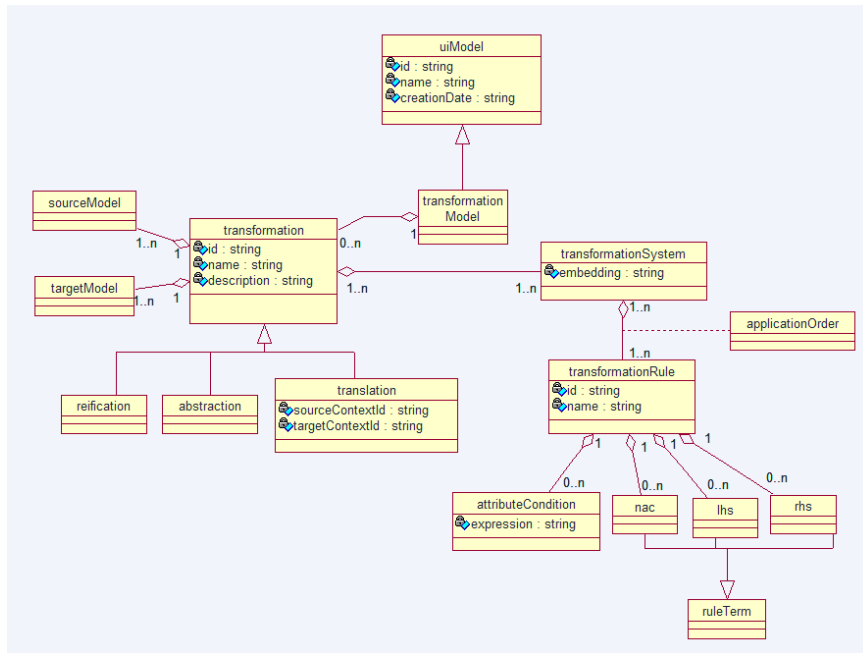 uiModel
id : string
name : string
creationDate : string
sourceModel
transformation
Model
transformation
id : string
name : string
description : string
1..n
1
0..n
1
transformationSystem
embedding : string
targetModel
1..n
1
1..n
1..n
1..n
applicationOrder
1..n
transformationRule
id : string
name : string
reification
abstraction
translation
sourceContextId : string
targetContextId : string
1
1
1
1
0..n
0..n
0..n
0..n
attributeCondition
expression : string
nac
lhs
rhs
ruleTerm